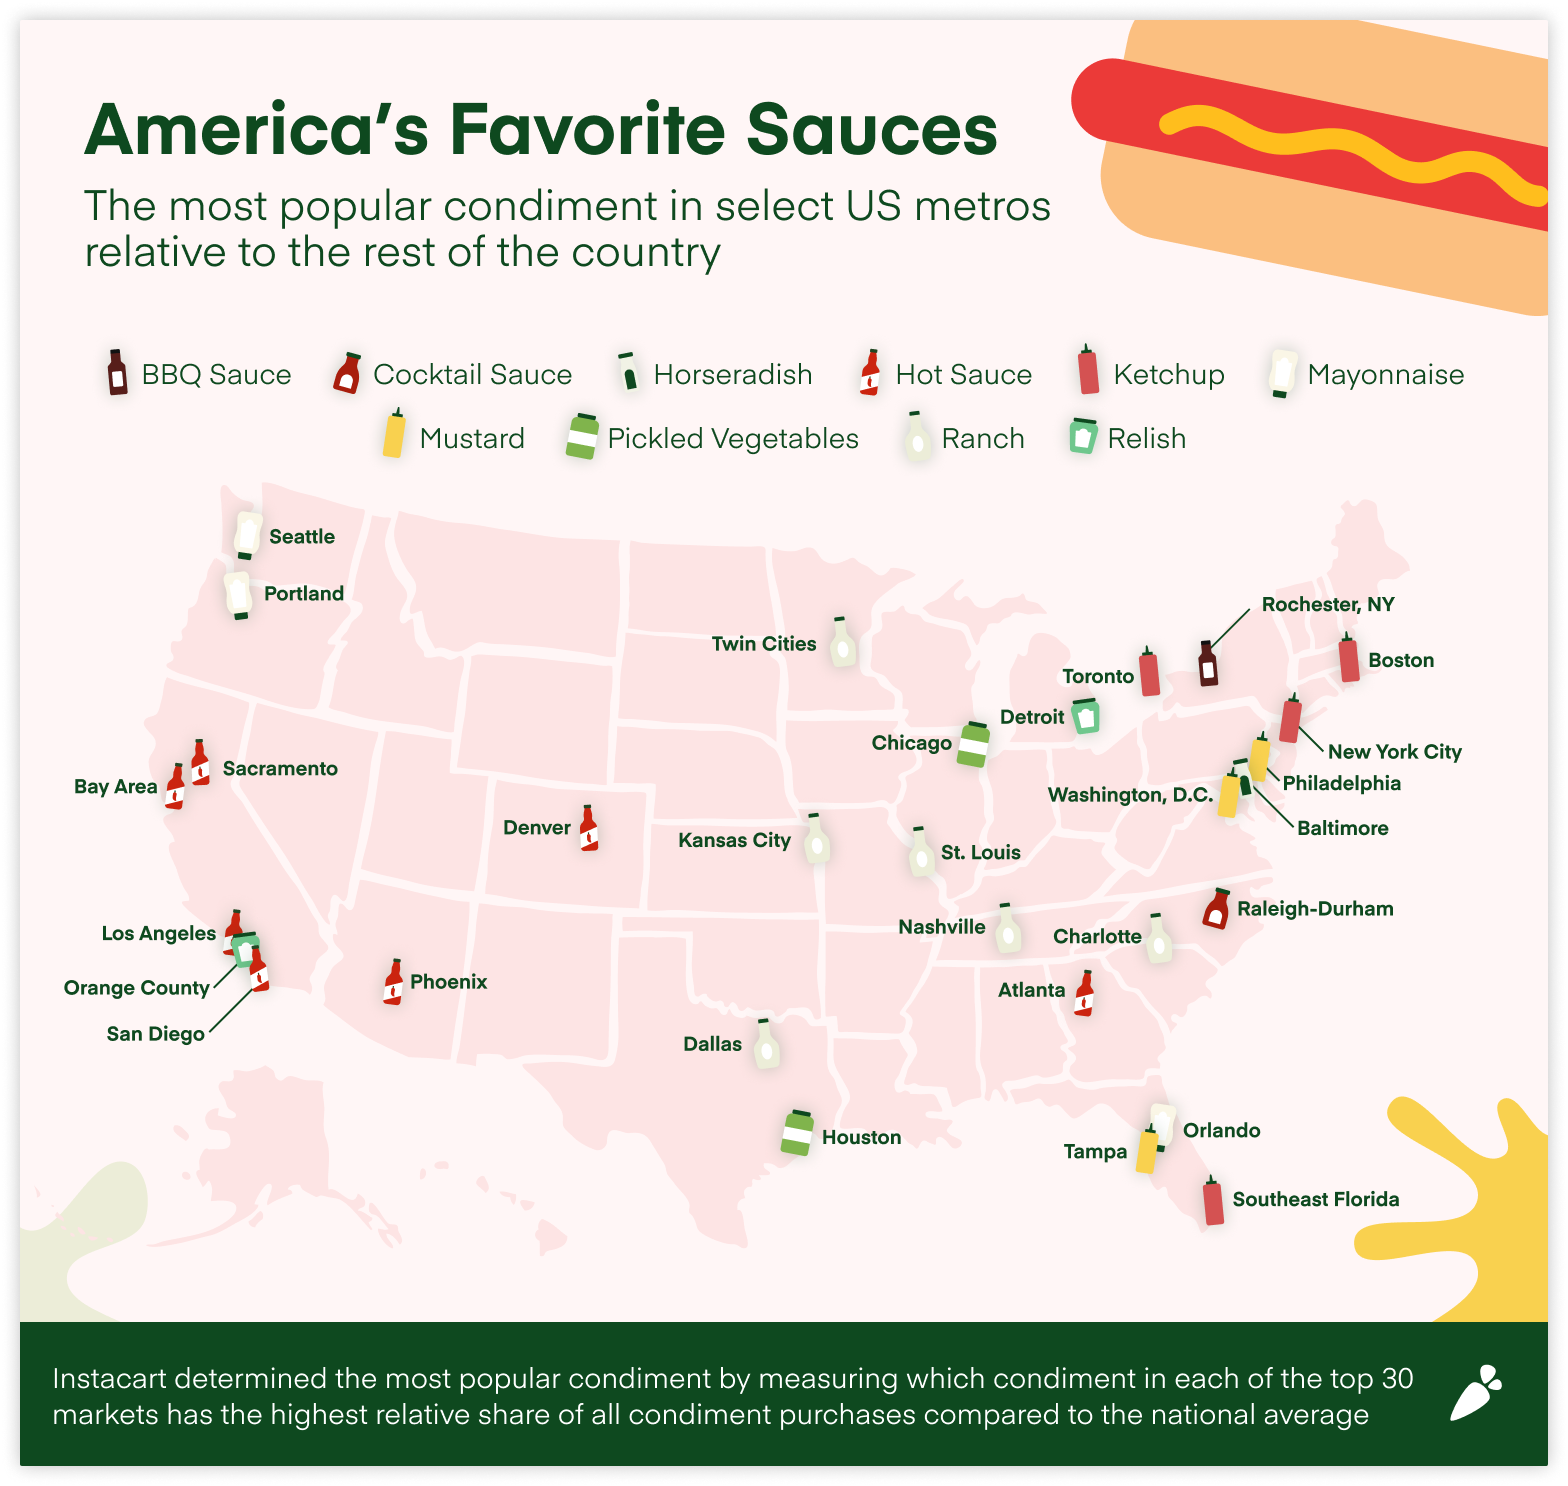 America’s Favorite Sauces
The most popular condiment in select US metros
relative to the rest of the country
BBQ Sauce
Cocktail Sauce
Horseradish
Hot Sauce
Ketchup
Mayonnaise
Mustard
Pickled Vegetables
Ranch
Relish
Seattle
Portland
Rochester, NY
Twin Cities
Boston
Toronto
Detroit
Chicago
New York City
Sacramento
Bay Area
Philadelphia
Washington, D.C.
Denver
Baltimore
Kansas City
St. Louis
Raleigh-Durham
Nashville
Los Angeles
Charlotte
Phoenix
Orange County
Atlanta
San Diego
Dallas
Orlando
Houston
Tampa
Southeast Florida
Instacart determined the most popular condiment by measuring which condiment in each of the top 30
markets has the highest relative share of all condiment purchases compared to the national average